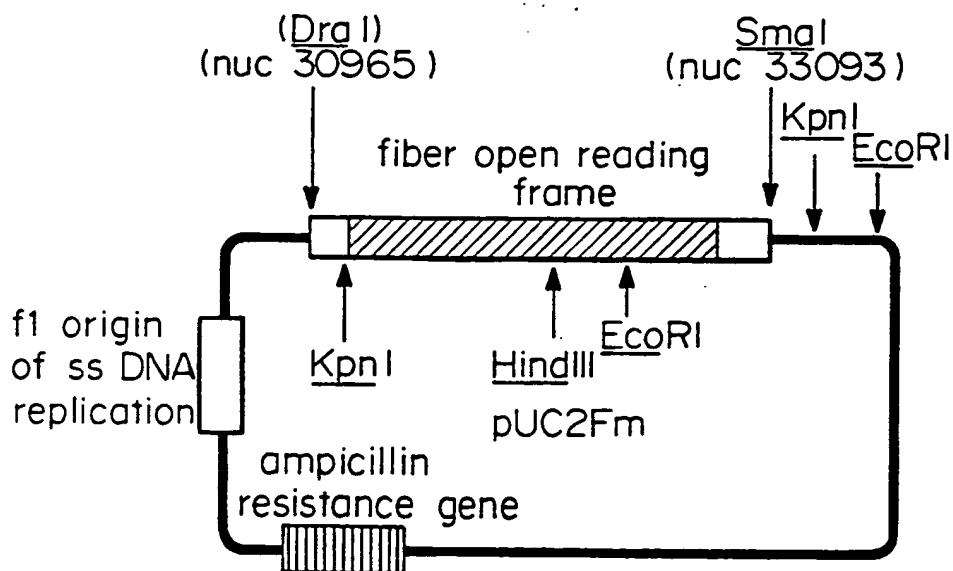 (Dra I)
(nuc 30965)
SmaI
(nuc 33093)
KpnI
EcoRI
fiber open reading
frame
f1 origin
of ss DNA
replication
KpnI
HindIII
EcoRI
pUC2Fm
ampicillin
resistance gene